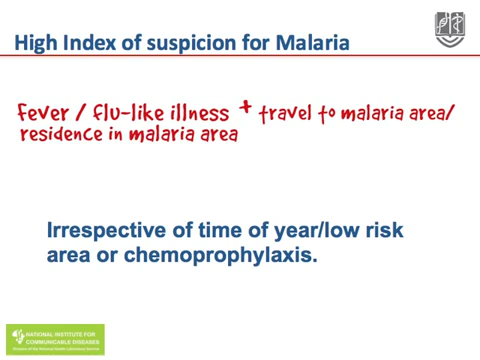 High Index of suspicion for Malaria
Fever / flu-like illness + travel to malaria area/
residence in malaria area
Irrespective of time of year/low risk
area or chemoprophylaxis.
NATIONAL INSTITUTE FOR
COMMUNICABLE DISEASES
Division of the National Health Laboratory Service